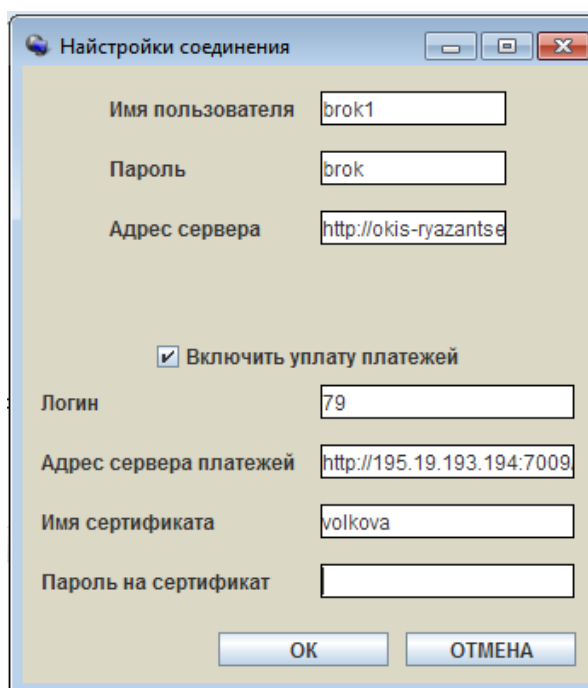 Найстройки соединения
Имя пользователя brok1
Пароль brok
Адрес сервера http://okis-ryazantse
Включить уплату платежей
Логин 79
Адрес сервера платежей http://195.19.193.194:7009/
Имя сертификата volkova
Пароль на сертификат
ОК ОТМЕНА